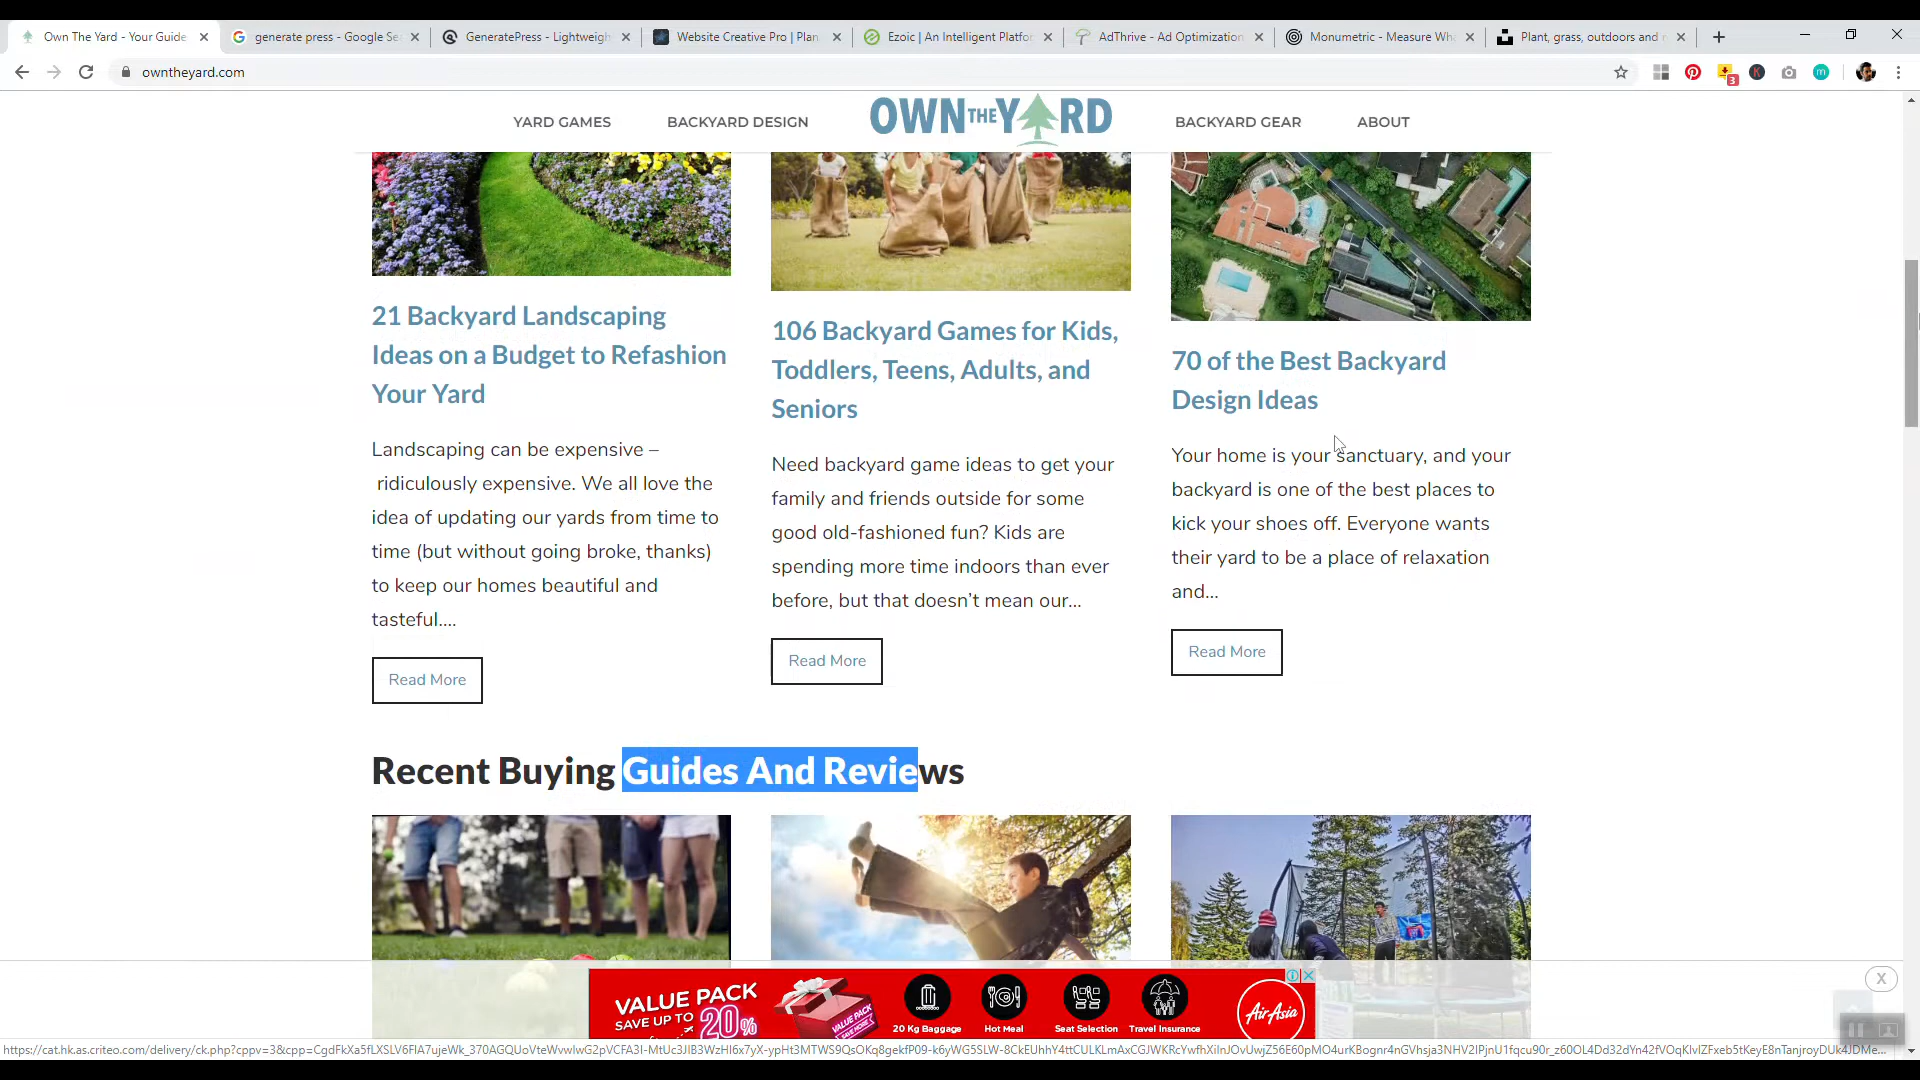 Own The Yard - Your Guide
generate press - Google Se
GeneratePress - Lightweigh
Website Creative Pro | Plan
Ezoic | An Intelligent Platfo
AdThrive - Ad Optimization
Monumetric - Measure Wh
Plant, grass, outdoors and
owntheyard.com
3
K
m
YARD GAMES
BACKYARD DESIGN
OWN THE YARD
BACKYARD GEAR
ABOUT
21 Backyard Landscaping
Ideas on a Budget to Refashion
Your Yard
Landscaping can be expensive –
ridiculously expensive. We all love the
idea of updating our yards from time to
time (but without going broke, thanks)
to keep our homes beautiful and
tasteful....
Read More
106 Backyard Games for Kids,
Toddlers, Teens, Adults, and
Seniors
Need backyard game ideas to get your
family and friends outside for some
good old-fashioned fun? Kids are
spending more time indoors than ever
before, but that doesn't mean our...
Read More
70 of the Best Backyard
Design Ideas
Your home is your sanctuary, and your
backyard is one of the best places to
kick your shoes off. Everyone wants
their yard to be a place of relaxation
and...
Read More
Recent Buying Guides And Reviews
VALUE PACK
SAVE UP TO 20%
VALUE PACK
20 Kg Baggage
Hot Meal
Seat Selection
Travel Insurance
AirAsia
X